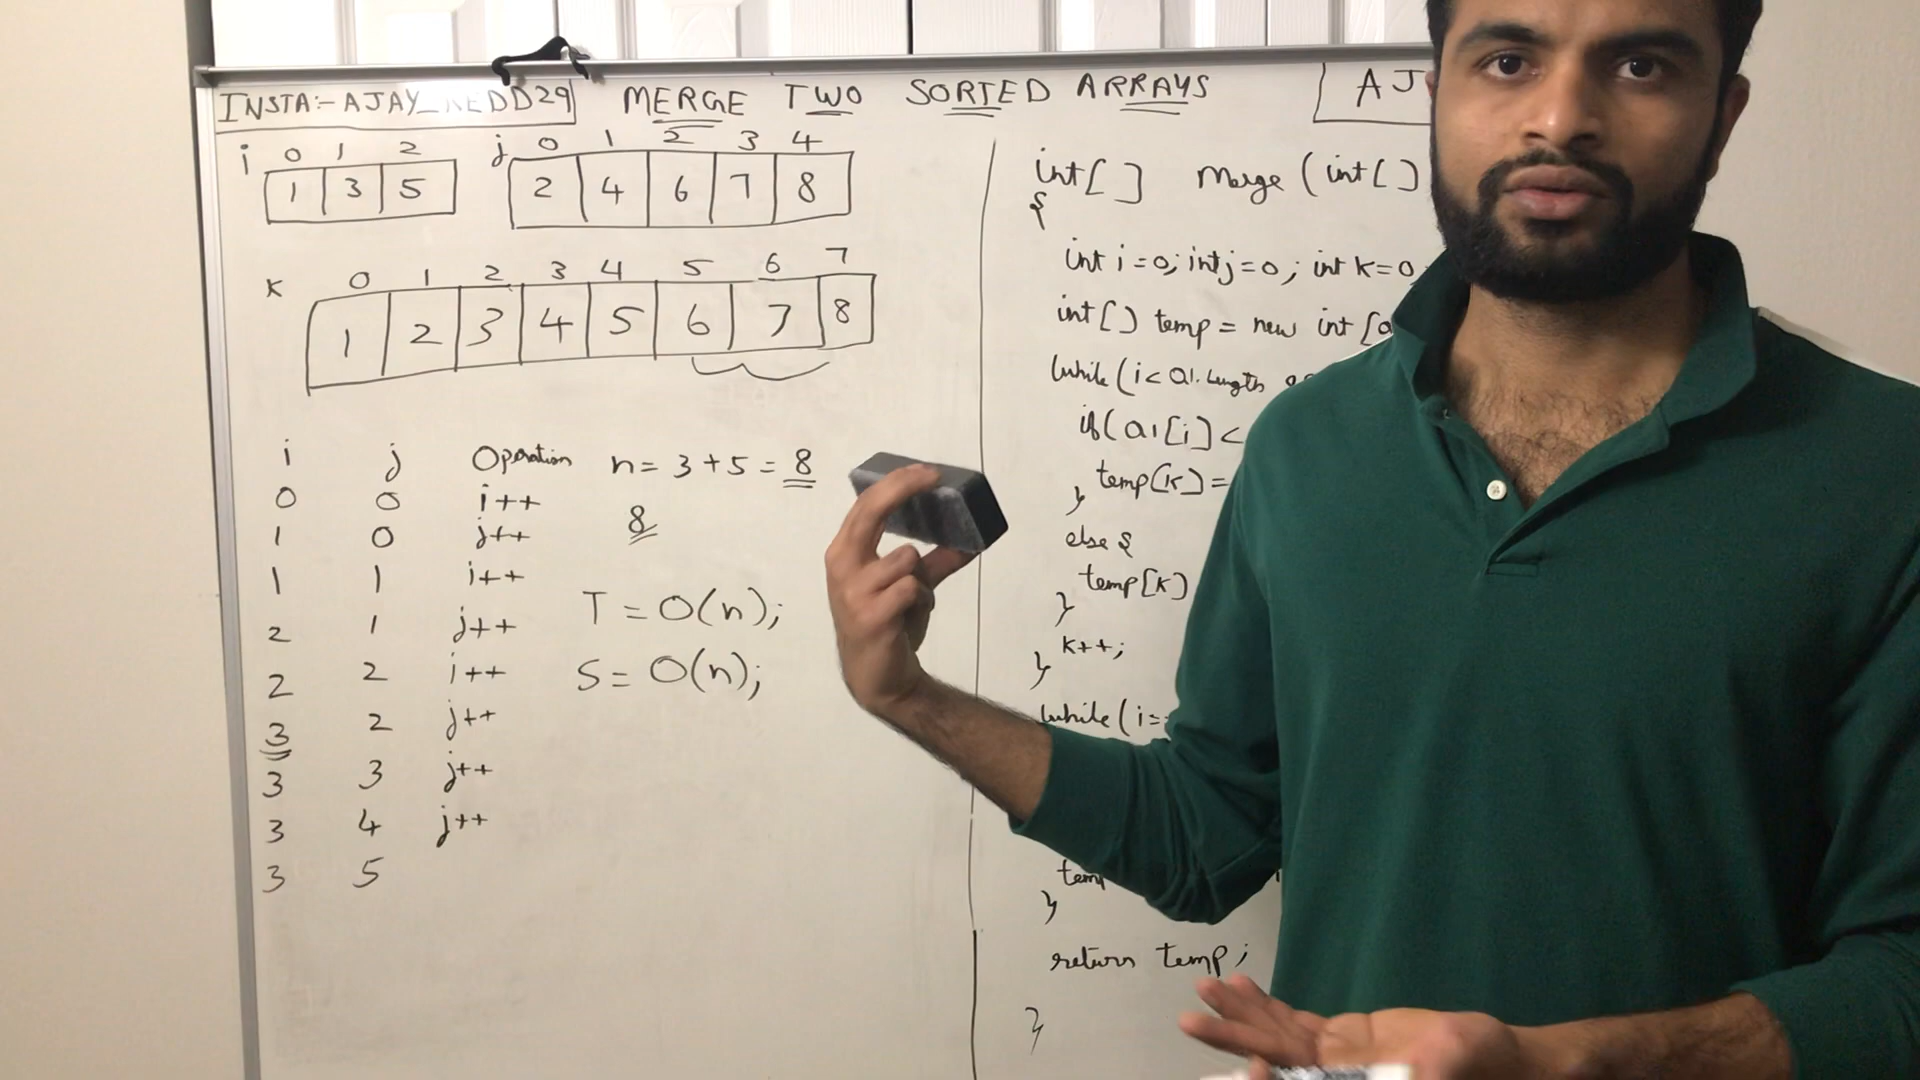 INSTA:- AJAY_REDD29 MERGE TWO SORTED ARRAYS AJ
i 0 1 2
1 3 5
j 0 1 2 3 4
2 4 6 7 8
k 0 1 2 3 4 5 6 7
1 2 3 4 5 6 7 8
i j Operation n= 3+5 = 8
0 0 i++
8
1 0 j++
1 1 i++
2 1 j++
2 2 i++
3 2 j++
3 3 j++
3 4 j++
3 5
T = O(n);
S = O(n);
int[] Merge (int[]
{
int i=0; int j=0; int k=0;
int[] temp = new int [a
while (i< a1.length
if (a1[i] <
temp[k] =
}
else {
temp[k]
}
k++;
}
while (i=
temp
}
return temp;
}